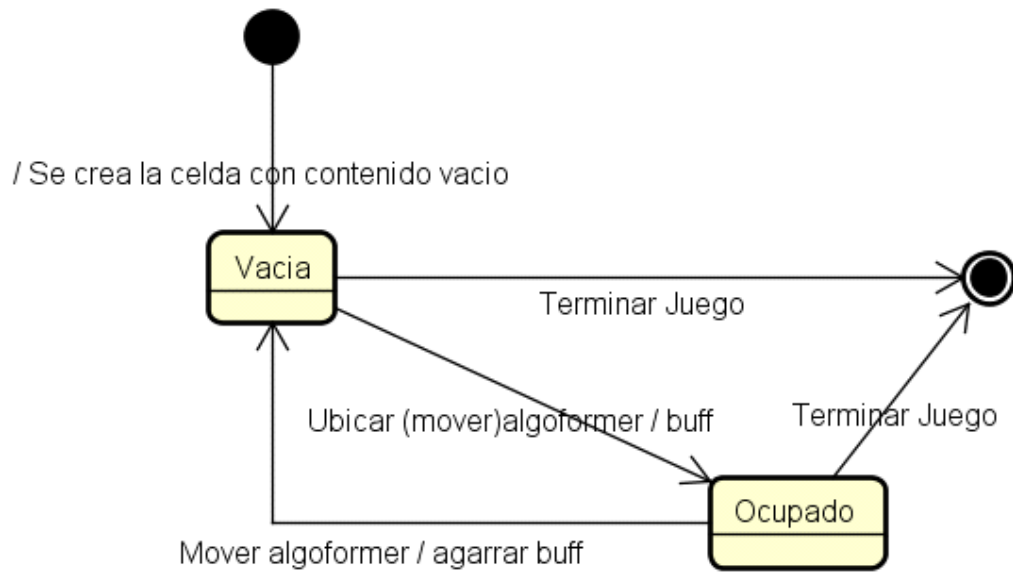 / Se crea la celda con contenido vacio
Vacia
Terminar Juego
Ubicar (mover)algoformer / buff
Terminar Juego
Ocupado
Mover algoformer / agarrar buff